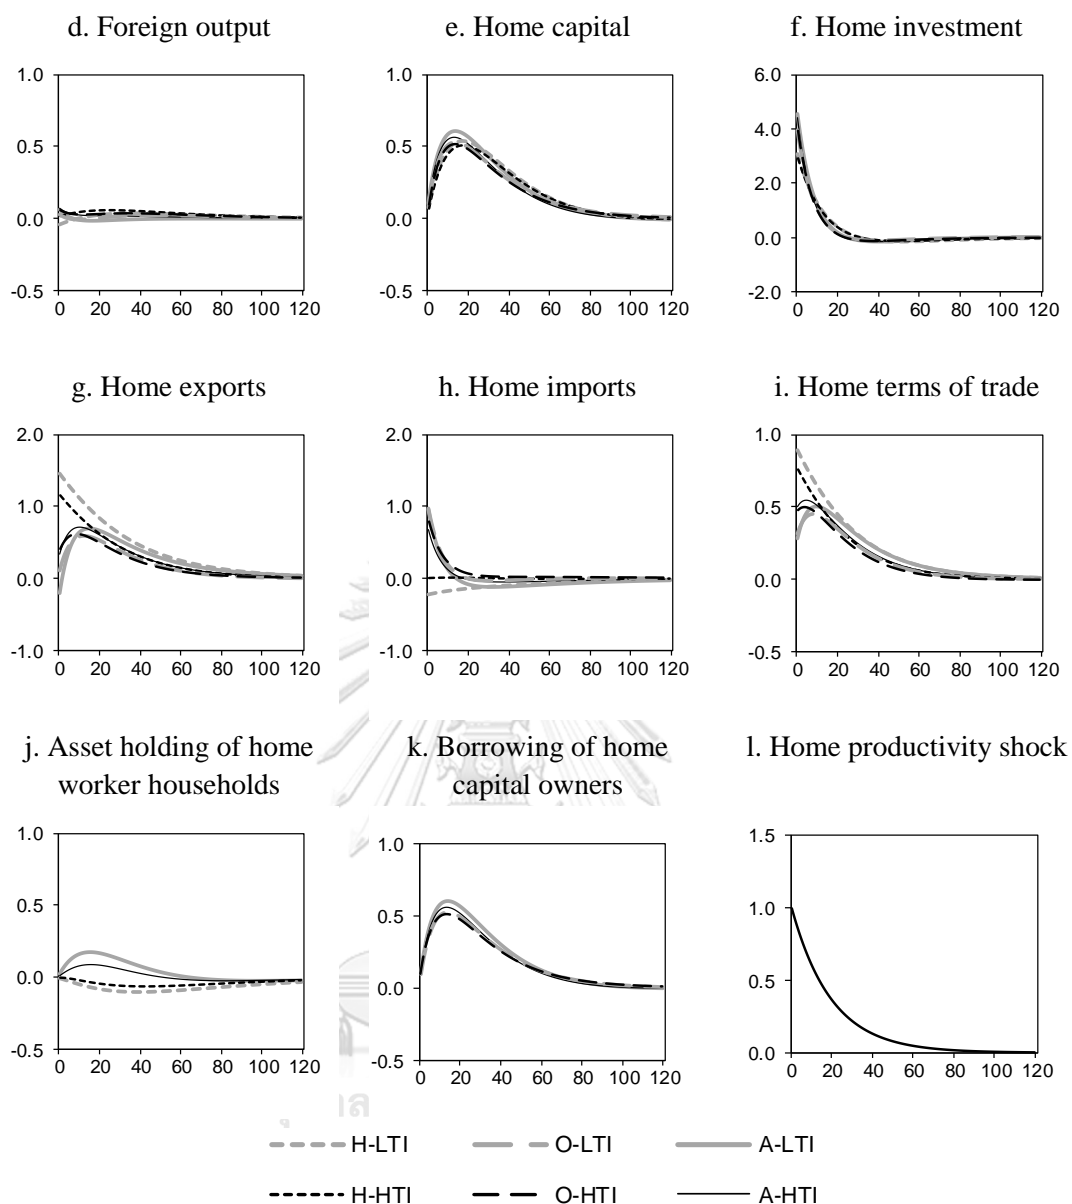 d. Foreign output
e. Home capital
f. Home investment
1.0
0.5
0.0
-0.5
0 20 40 60 80 100 120
1.0
0.5
0.0
-0.5
0 20 40 60 80 100 120
6.0
4.0
2.0
0.0
-2.0
0 20 40 60 80 100 120
g. Home exports
h. Home imports
i. Home terms of trade
2.0
1.0
0.0
-1.0
0 20 40 60 80 100 120
2.0
1.0
0.0
-1.0
0 20 40 60 80 100 120
1.0
0.5
0.0
-0.5
0 20 40 60 80 100 120
j. Asset holding of home
worker households
k. Borrowing of home
capital owners
l. Home productivity shock
1.0
0.5
0.0
-0.5
0 20 40 60 80 100 120
1.0
0.5
0.0
-0.5
0 20 40 60 80 100 120
1.5
1.0
0.5
0.0
0 20 40 60 80 100 120
H-LTI
O-LTI
A-LTI
H-HTI
O-HTI
A-HTI